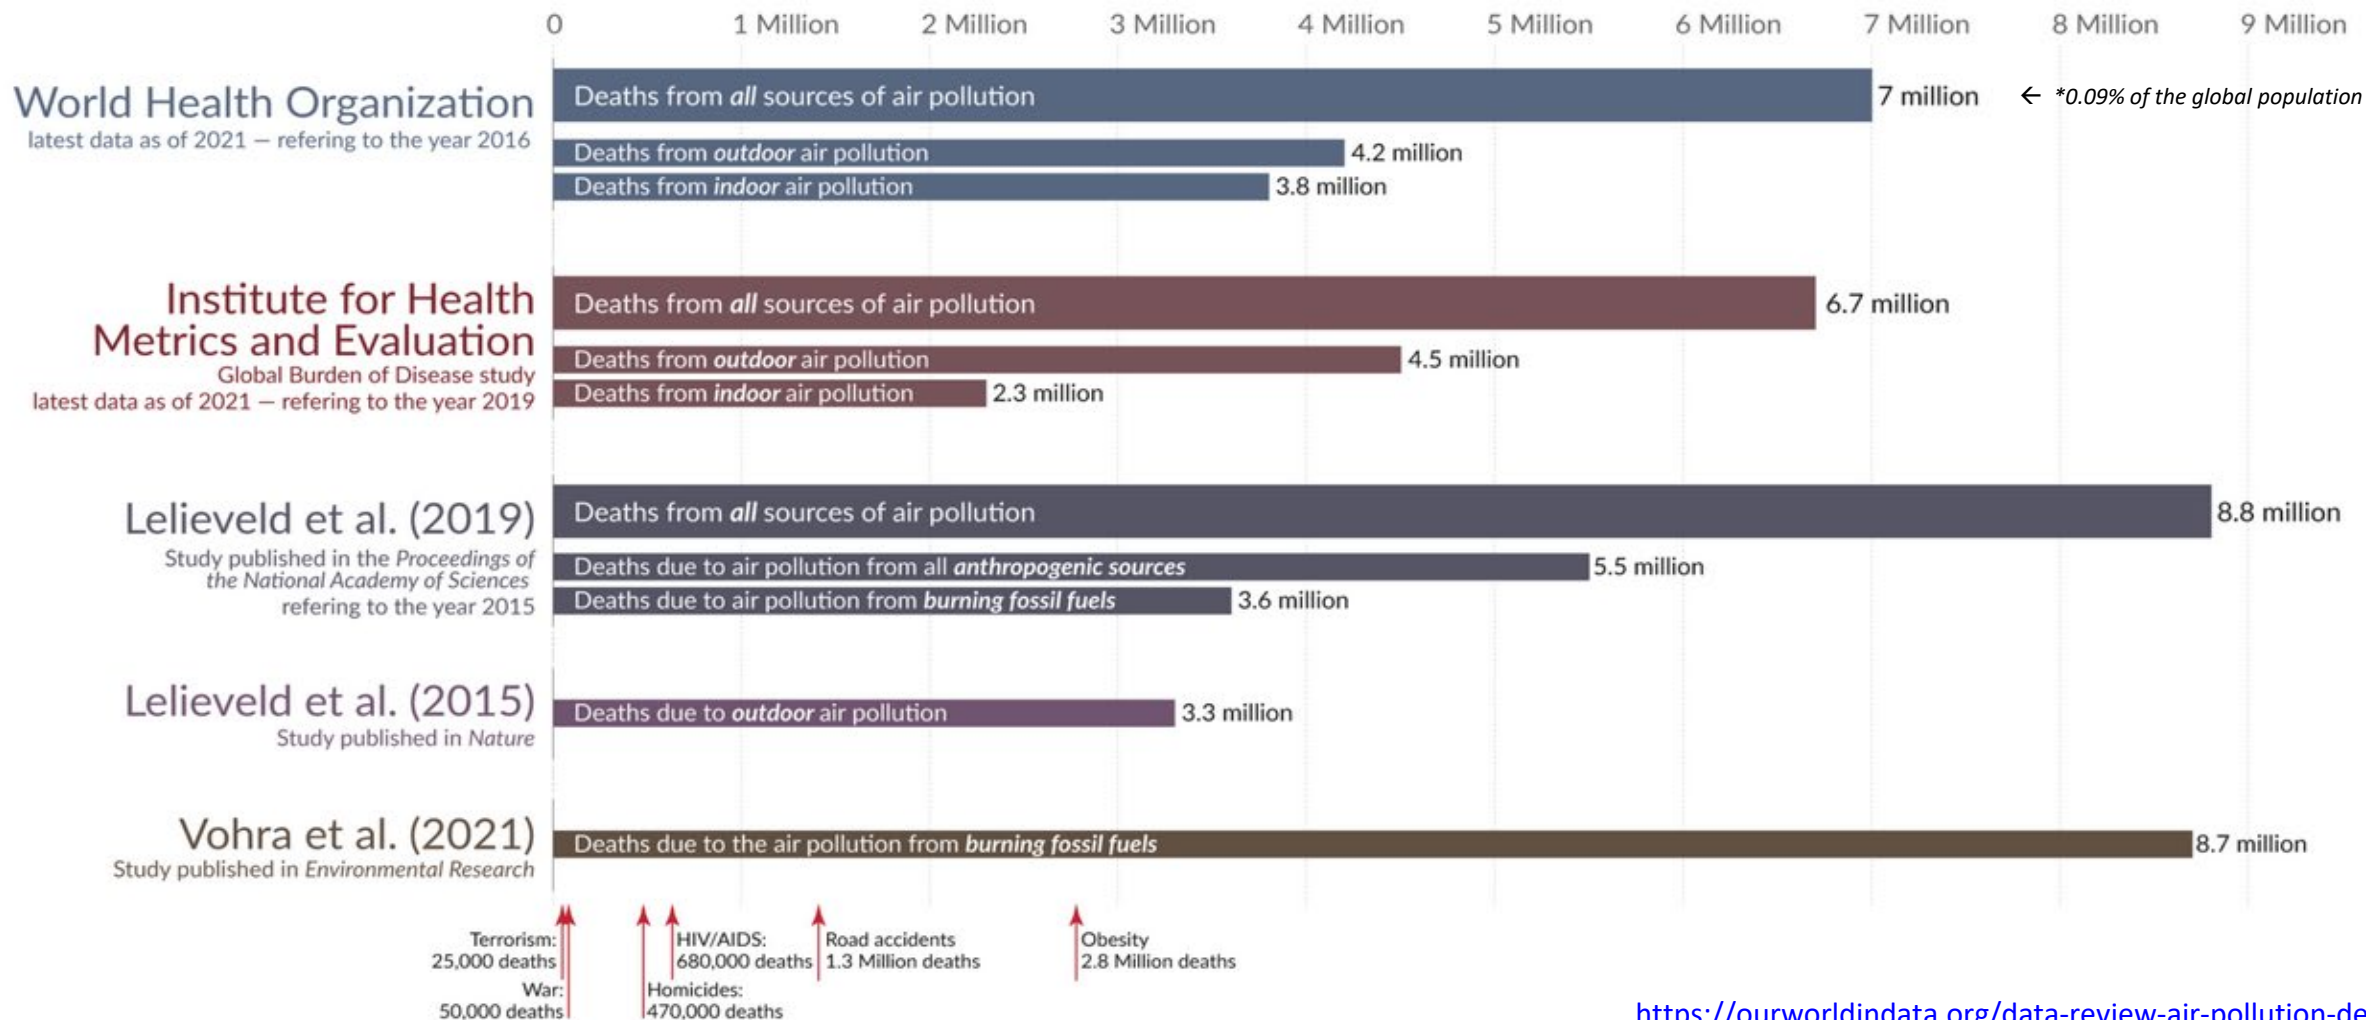 0 1 Million 2 Million 3 Million 4 Million 5 Million 6 Million 7 Million 8 Million 9 Million
World Health Organization
latest data as of 2021 — refering to the year 2016
Deaths from all sources of air pollution 7 million ← *0.09% of the global population
Deaths from outdoor air pollution 4.2 million
Deaths from indoor air pollution 3.8 million
Institute for Health
Metrics and Evaluation
Global Burden of Disease study
latest data as of 2021 — refering to the year 2019
Deaths from all sources of air pollution 6.7 million
Deaths from outdoor air pollution 4.5 million
Deaths from indoor air pollution 2.3 million
Lelieveld et al. (2019)
Study published in the Proceedings of
the National Academy of Sciences
refering to the year 2015
Deaths from all sources of air pollution 8.8 million
Deaths due to air pollution from all anthropogenic sources 5.5 million
Deaths due to air pollution from burning fossil fuels 3.6 million
Lelieveld et al. (2015)
Study published in Nature
Deaths due to outdoor air pollution 3.3 million
Vohra et al. (2021)
Study published in Environmental Research
Deaths due to the air pollution from burning fossil fuels 8.7 million
Terrorism:
25,000 deaths
War:
50,000 deaths
HIV/AIDS:
680,000 deaths
Homicides:
470,000 deaths
Road accidents
1.3 Million deaths
Obesity
2.8 Million deaths
https://ourworldindata.org/data-review-air-pollution-de